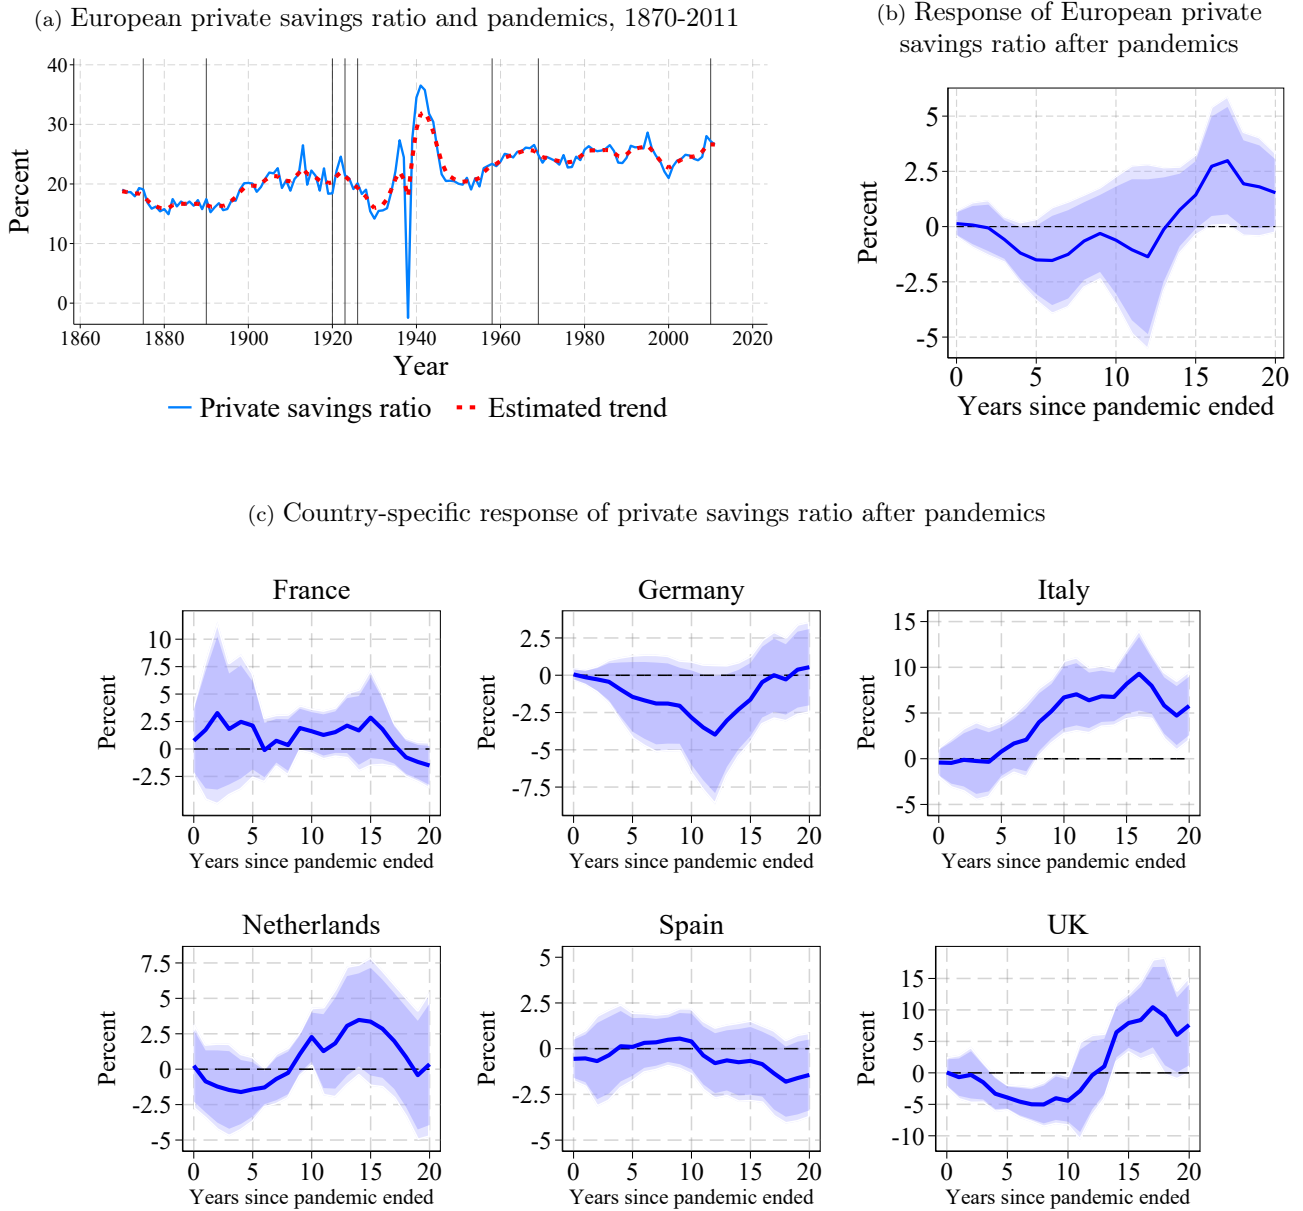 (a) European private savings ratio and pandemics, 1870-2011
40
30
20
10
0
Percent
1860 1880 1900 1920 1940 1960 1980 2000 2020
Year
Private savings ratio Estimated trend
(b) Response of European private
savings ratio after pandemics
5
2.5
0
-2.5
-5
Percent
0 5 10 15 20
Years since pandemic ended
(c) Country-specific response of private savings ratio after pandemics
France
10
7.5
5
2.5
0
-2.5
Percent
0 5 10 15 20
Years since pandemic ended
Germany
2.5
0
-2.5
-5
-7.5
Percent
0 5 10 15 20
Years since pandemic ended
Italy
15
10
5
0
-5
Percent
0 5 10 15 20
Years since pandemic ended
Netherlands
7.5
5
2.5
0
-2.5
-5
Percent
0 5 10 15 20
Years since pandemic ended
Spain
5
2.5
0
-2.5
-5
Percent
0 5 10 15 20
Years since pandemic ended
UK
15
10
5
0
-5
-10
Percent
0 5 10 15 20
Years since pandemic ended